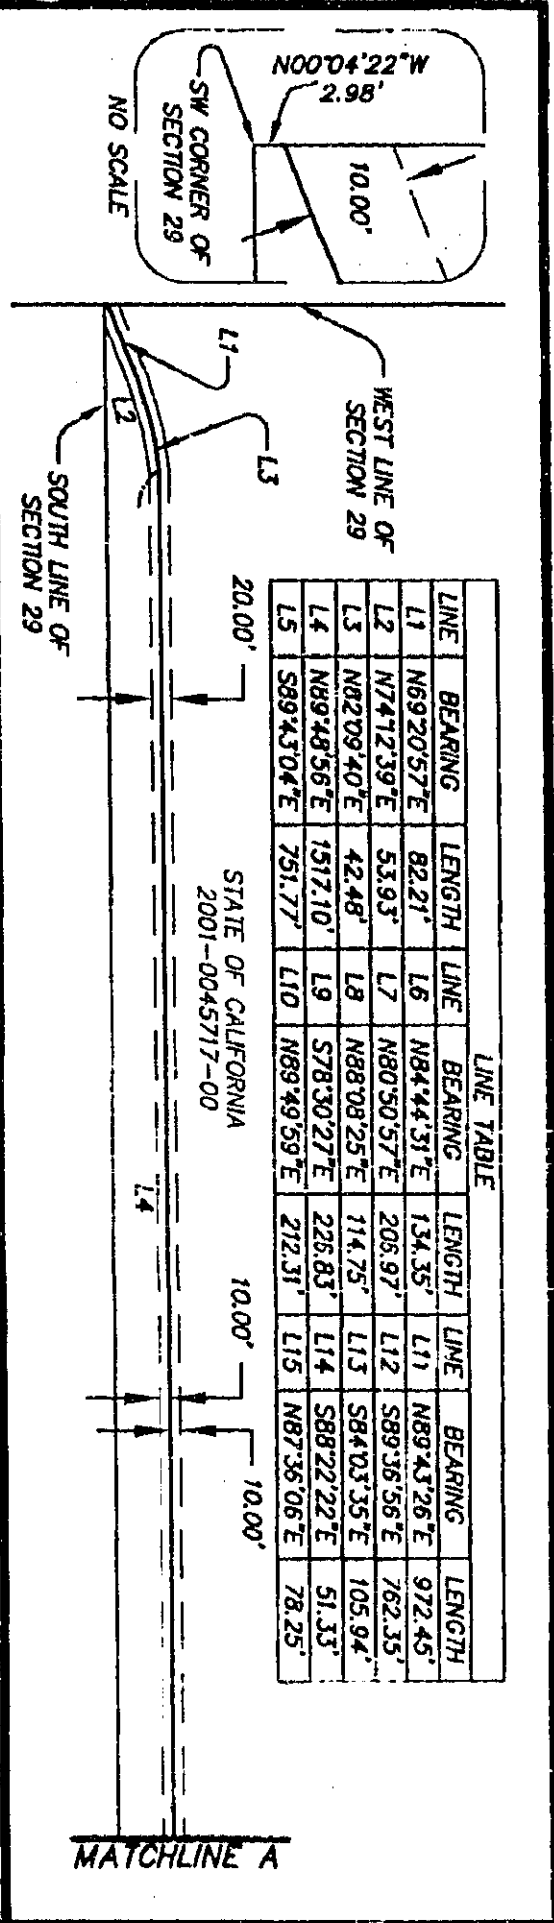 N00°04'22"W
2.98'
10.00'
SW CORNER OF
SECTION 29
NO SCALE
WEST LINE OF
SECTION 29
L1
L2
L3
SOUTH LINE OF
SECTION 29
LINE TABLE
LINE BEARING LENGTH LINE BEARING LENGTH LINE BEARING LENGTH
L1 N69°20'57"E 82.21' L6 N84°44'31"E 134.35' L11 N89°43'26"E 972.45'
L2 N74°12'39"E 53.93' L7 N80°50'57"E 206.97' L12 S89°36'56"E 762.35'
L3 N82°09'40"E 42.48' L8 N88°08'25"E 114.75' L13 S84°03'35"E 105.94'
L4 N89°48'56"E 1517.10' L9 S78°30'27"E 226.83' L14 S88°22'22"E 51.33'
L5 S89°43'04"E 751.77' L10 N89°49'59"E 212.31' L15 N87°36'06"E 78.25'
20.00'
STATE OF CALIFORNIA
2001-0045717-00
10.00'
10.00'
L4
MATCHLINE A